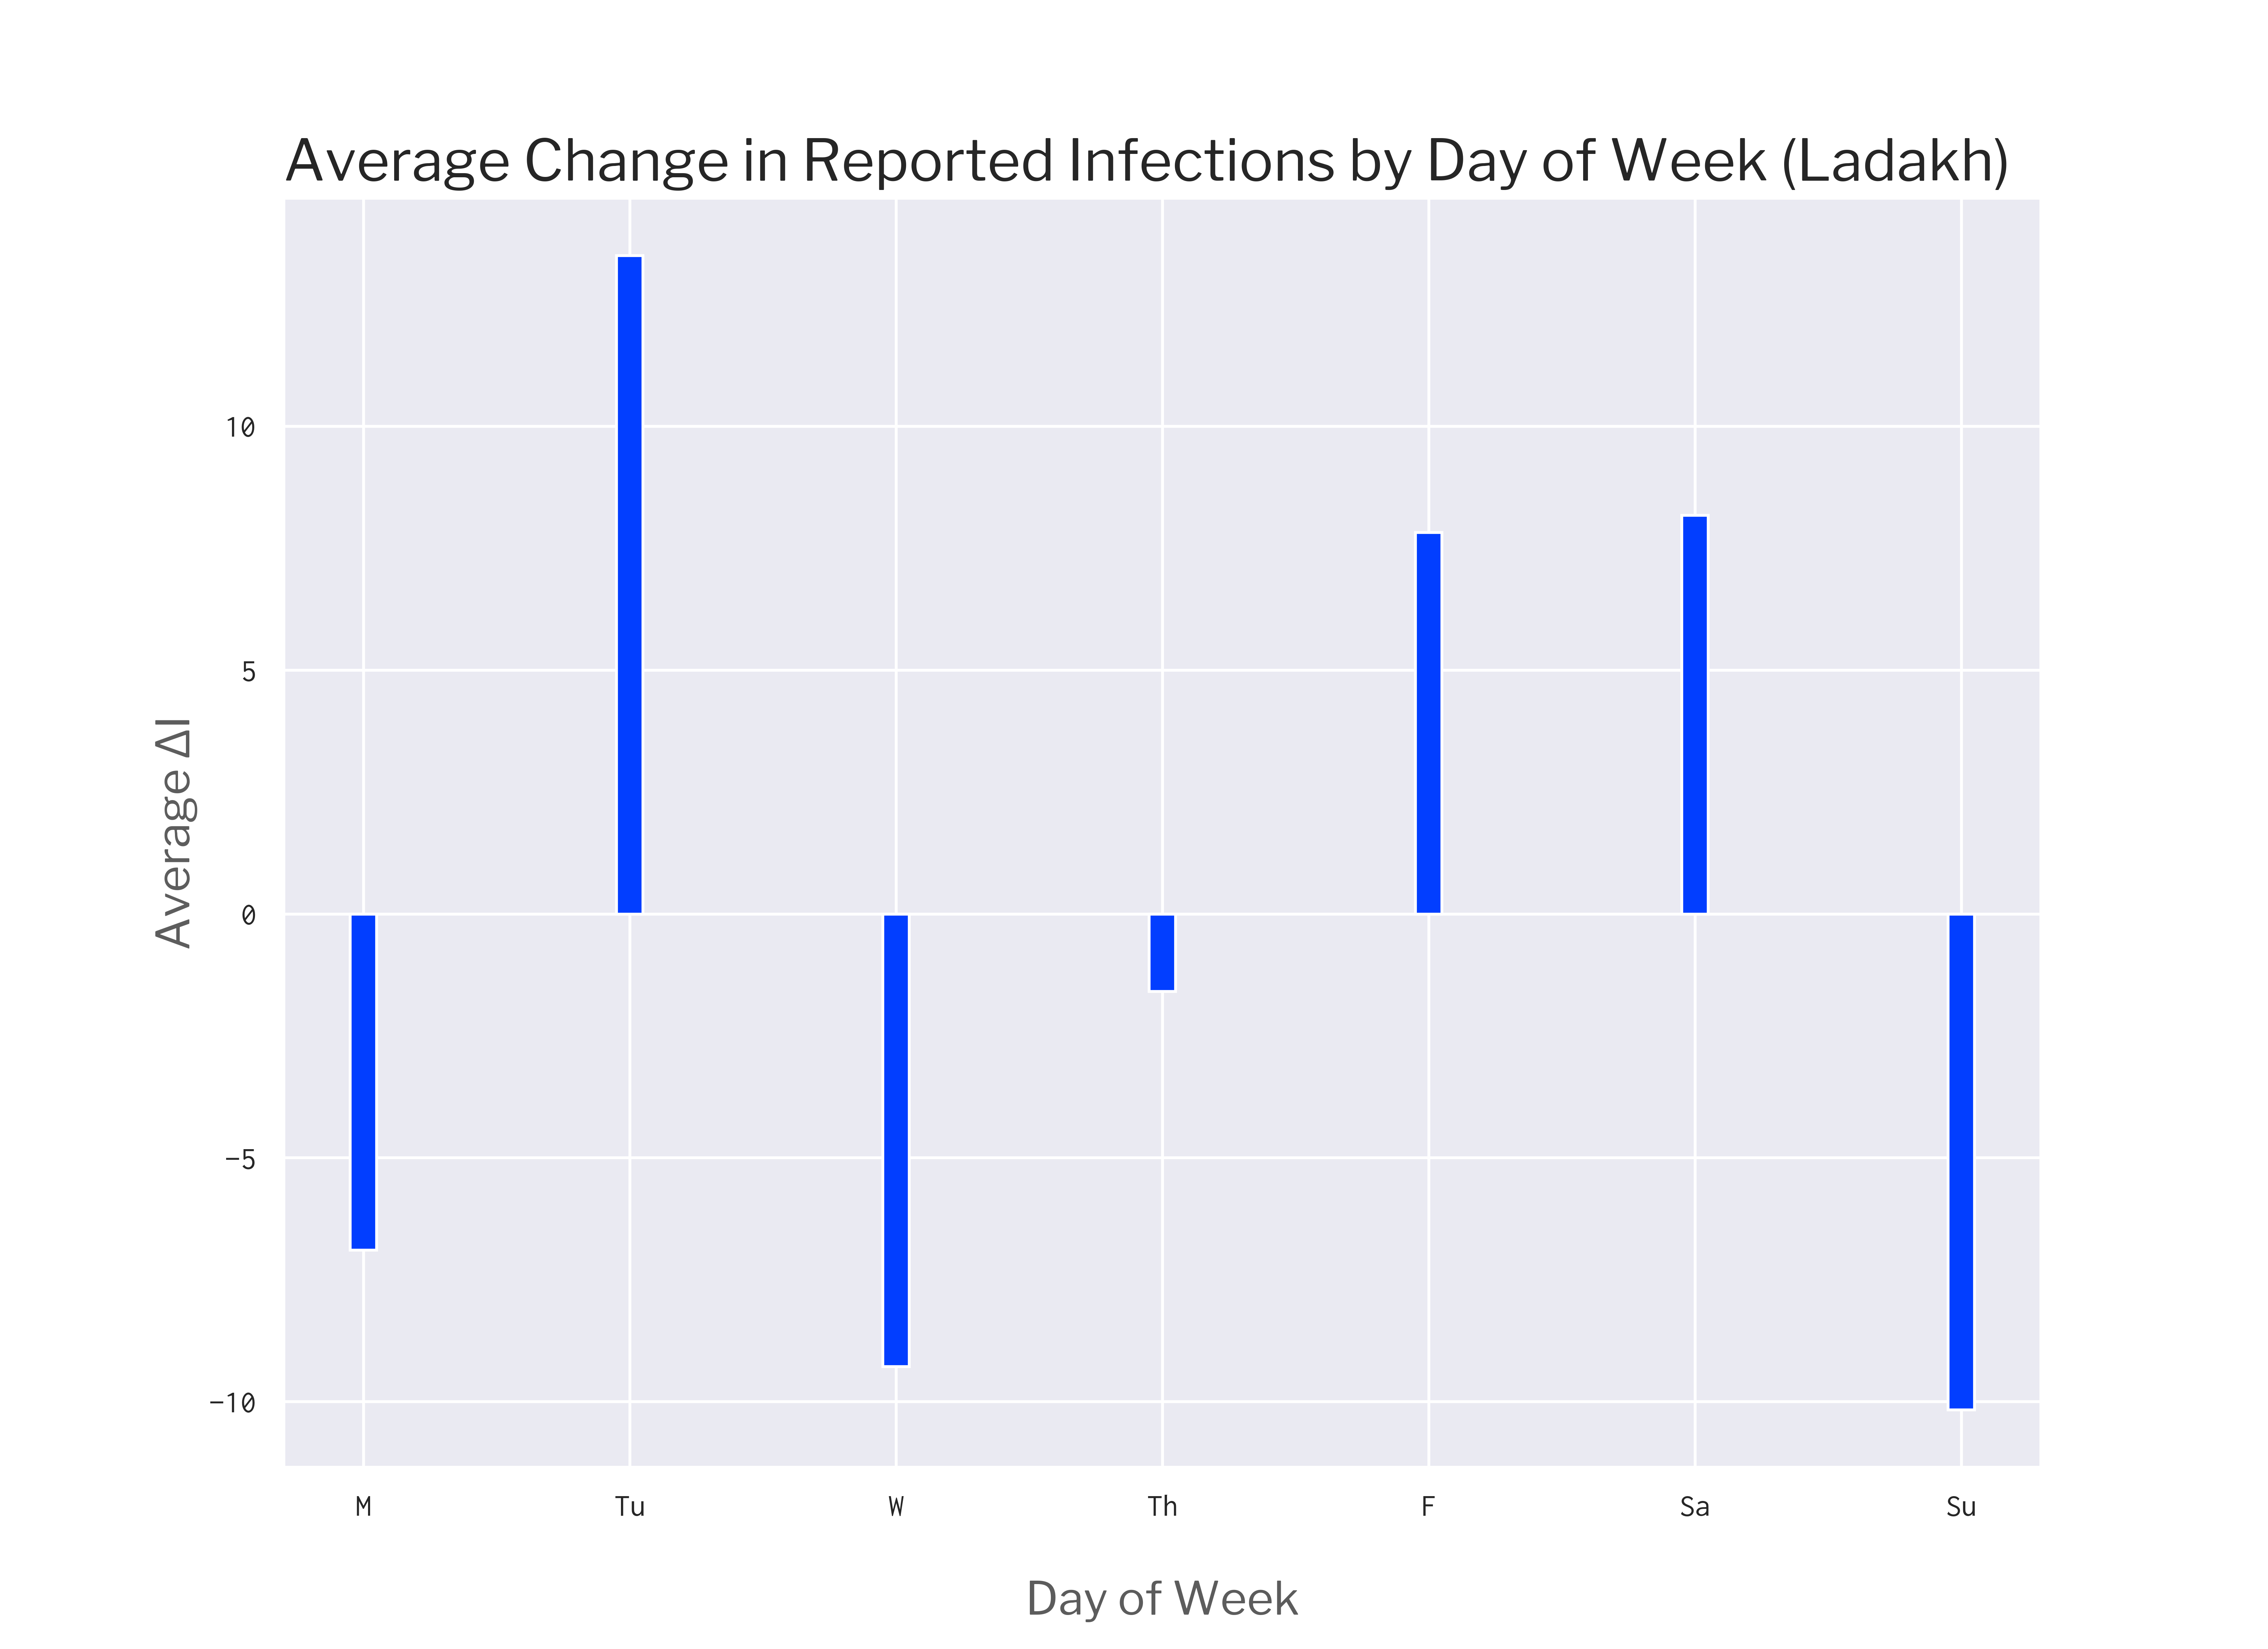 Average Change in Reported Infections by Day of Week (Ladakh)
10
5
0
−5
−10
Average ΔI
M Tu W Th F Sa Su
Day of Week